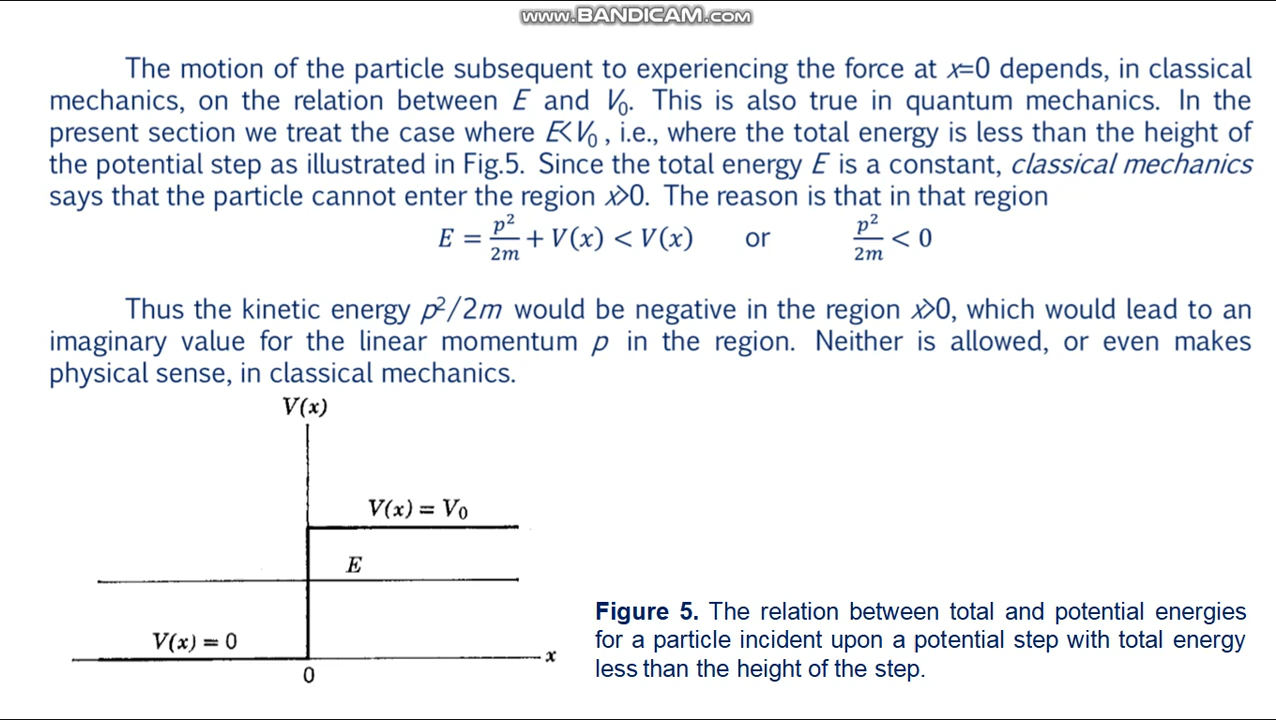 www.BANDICAM.com
The motion of the particle subsequent to experiencing the force at x=0 depends, in classical
mechanics, on the relation between E and V₀. This is also true in quantum mechanics. In the
present section we treat the case where E<V₀, i.e., where the total energy is less than the height of
the potential step as illustrated in Fig.5. Since the total energy E is a constant, classical mechanics
says that the particle cannot enter the region x>0. The reason is that in that region
E = p²/2m + V(x) < V(x) or p²/2m < 0
Thus the kinetic energy p²/2m would be negative in the region x>0, which would lead to an
imaginary value for the linear momentum p in the region. Neither is allowed, or even makes
physical sense, in classical mechanics.
V(x)
V(x) = V₀
E
V(x) = 0
x
0
Figure 5. The relation between total and potential energies
for a particle incident upon a potential step with total energy
less than the height of the step.